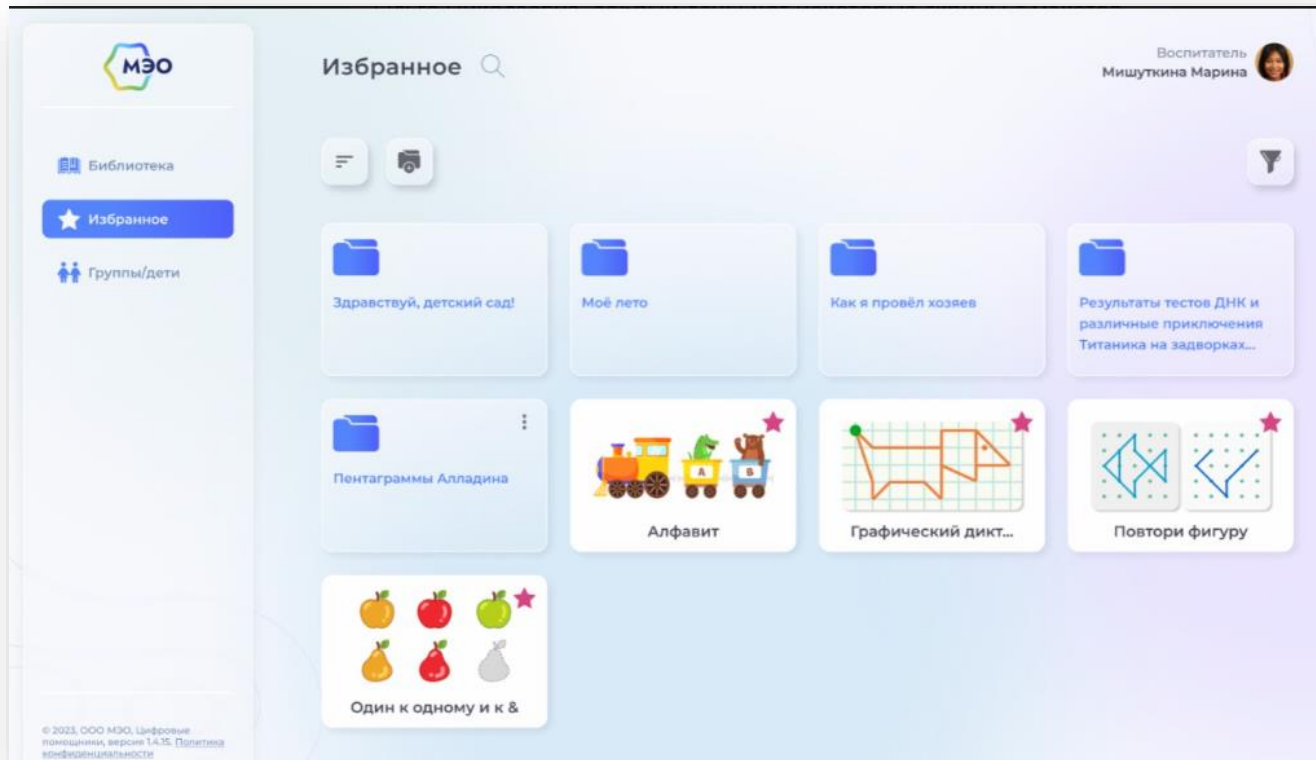 МЭО
Избранное
Воспитатель
Мишуткина Марина
Библиотека
Избранное
Группы/дети
Здравствуй, детский сад!
Моё лето
Как я провёл хозяев
Результаты тестов ДНК и
различные приключения
Титаника на задворках...
Пентаграммы Алладина
А
В
Алфавит
Графический дикт...
Повтори фигуру
Один к одному и к &
© 2023, ООО МЭО, Цифровые
помощники, версия 1.4.15. Политика
конфиденциальности